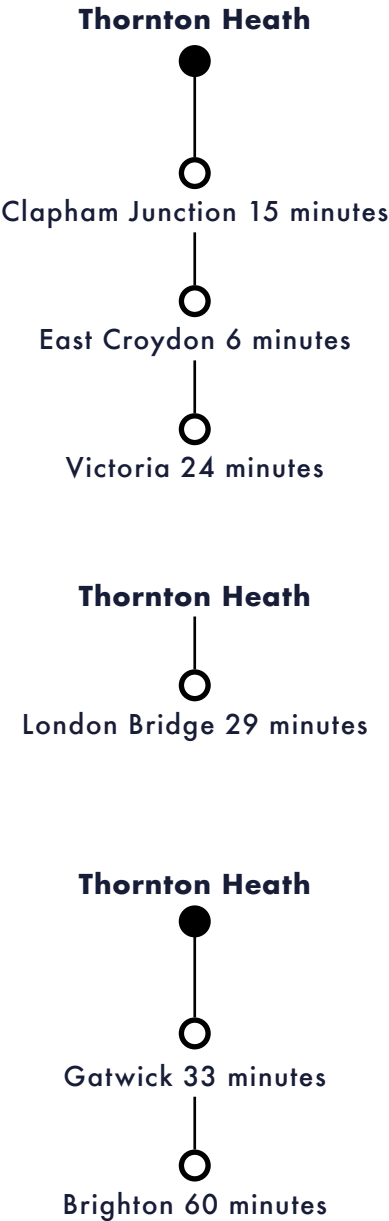 Thornton Heath
Clapham Junction 15 minutes
East Croydon 6 minutes
Victoria 24 minutes
Thornton Heath
London Bridge 29 minutes
Thornton Heath
Gatwick 33 minutes
Brighton 60 minutes